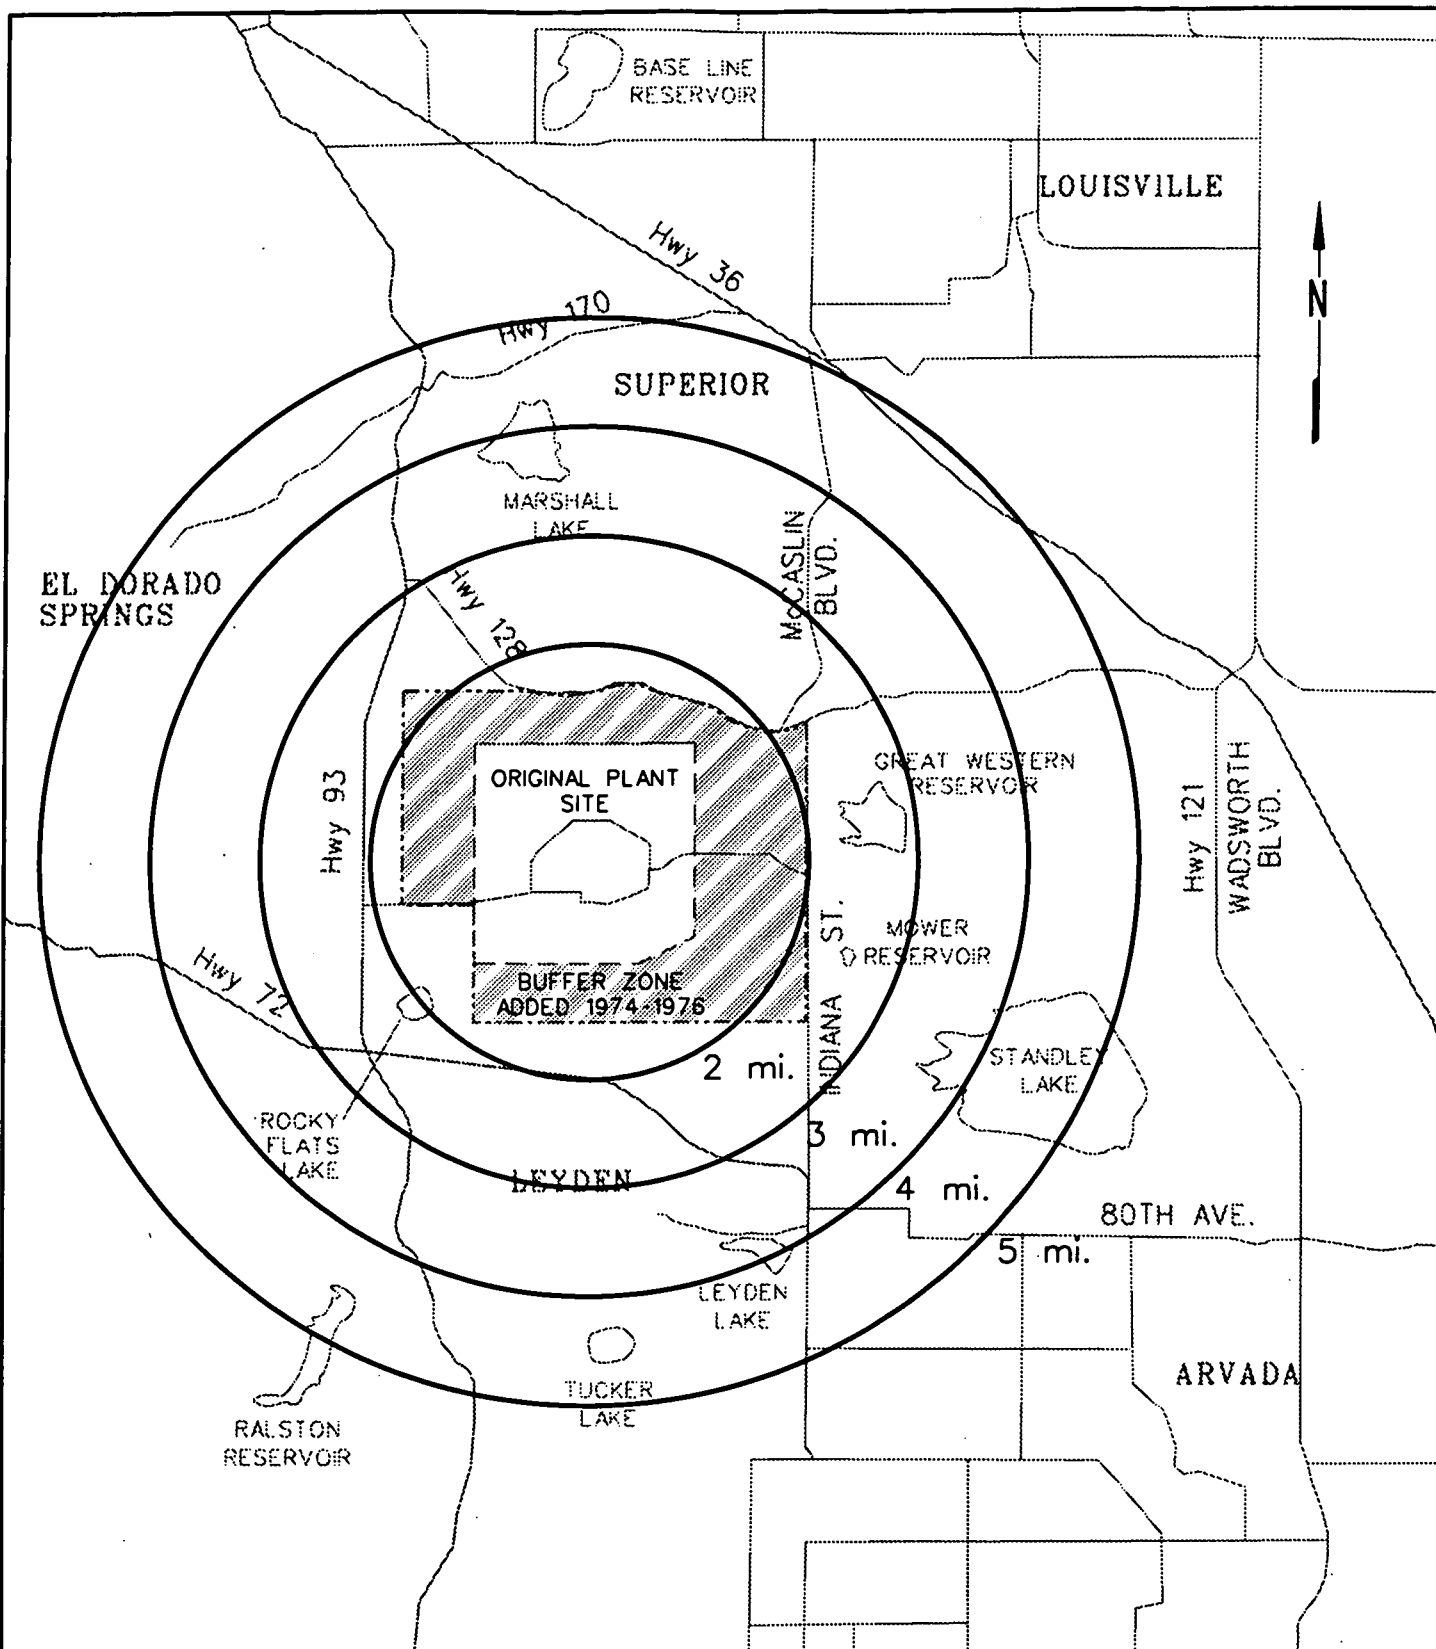 BASE LINE
RESERVOIR
LOUISVILLE
Hwy 36
N
Hwy 170
SUPERIOR
MARSHALL
LAKE
McCASLIN
BLVD.
EL DORADO
SPRINGS
Hwy 128
ORIGINAL PLANT
SITE
GREAT WESTERN
RESERVOIR
Hwy 93
Hwy 121
WADSWORTH
BLVD.
MOWER
RESERVOIR
Hwy 72
BUFFER ZONE
ADDED 1974-1976
INDIANA ST.
STANDLEY
LAKE
2 mi.
ROCKY
FLATS
LAKE
3 mi.
LEYDEN
4 mi.
80TH AVE.
5 mi.
LEYDEN
LAKE
ARVADA
TUCKER
LAKE
RALSTON
RESERVOIR